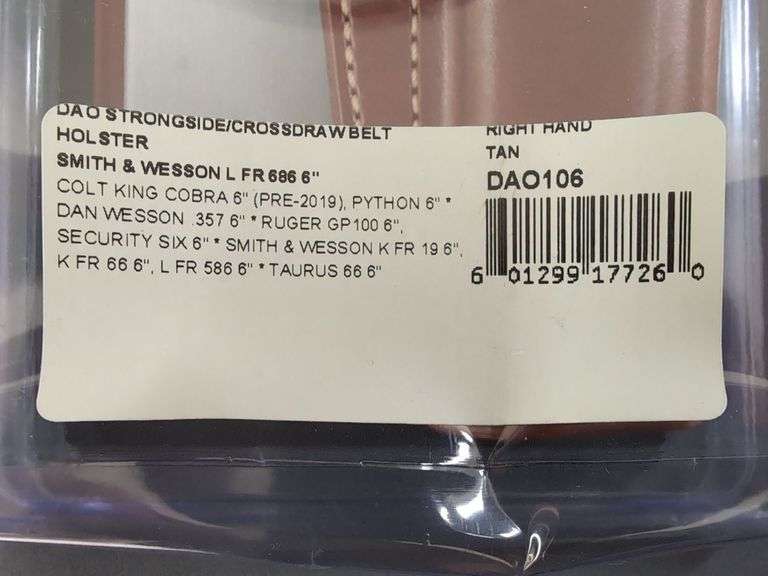 DAO STRONGSIDE/CROSSDRAW BELT
HOLSTER
SMITH & WESSON L FR 686 6"
COLT KING COBRA 6" (PRE-2019), PYTHON 6" *
DAN WESSON .357 6" * RUGER GP100 6",
SECURITY SIX 6" * SMITH & WESSON K FR 19 6",
K FR 66 6", L FR 586 6" * TAURUS 66 6"
RIGHT HAND
TAN
DAO106
6 01299 17726 0